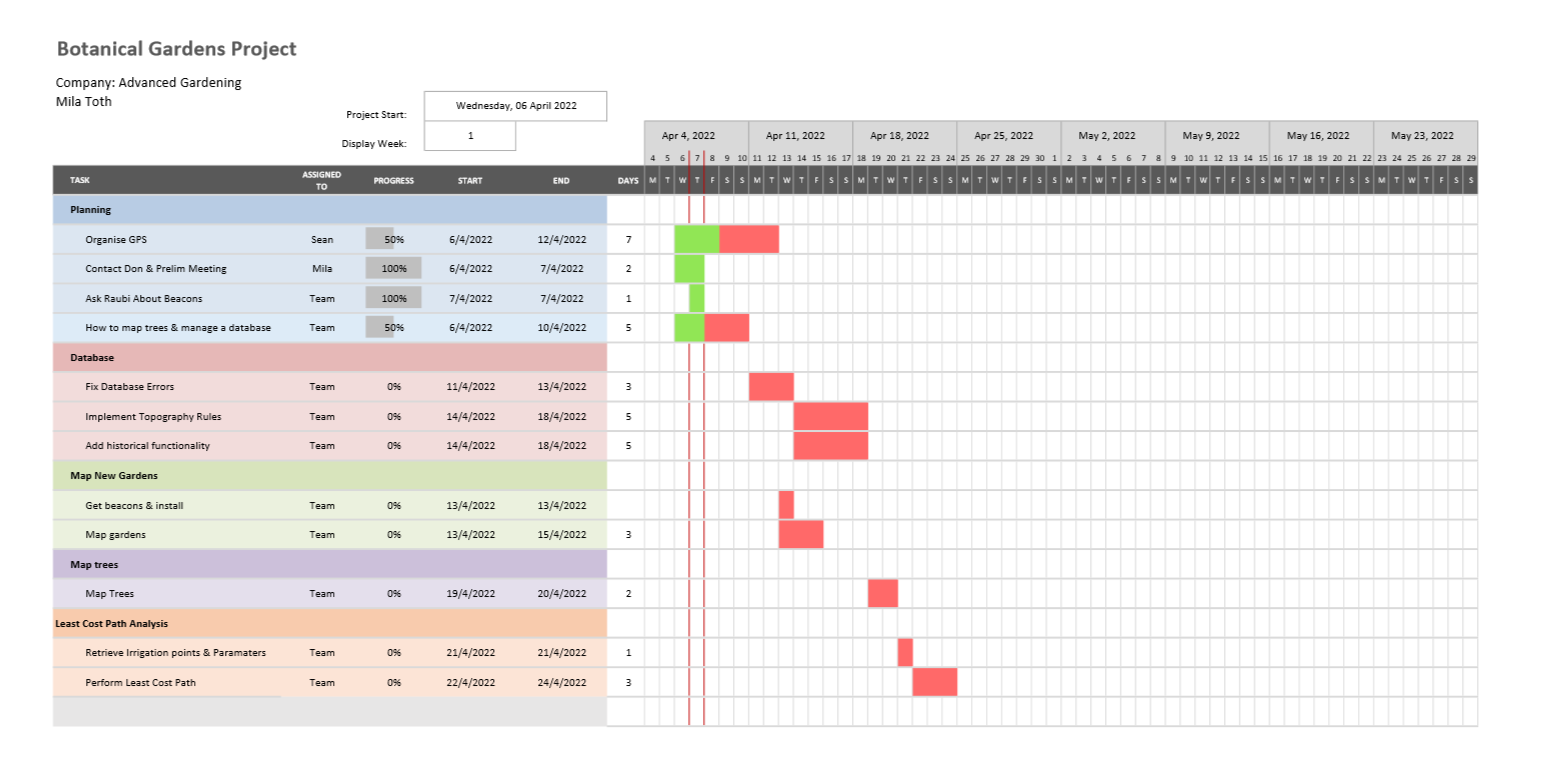 Botanical Gardens Project
Company: Advanced Gardening
Mila Toth
Project Start: Wednesday, 06 April 2022
Display Week: 1
Apr 4, 2022 Apr 11, 2022 Apr 18, 2022 Apr 25, 2022 May 2, 2022 May 9, 2022 May 16, 2022 May 23, 2022
4 5 6 7 8 9 10 11 12 13 14 15 16 17 18 19 20 21 22 23 24 25 26 27 28 29 30 1 2 3 4 5 6 7 8 9 10 11 12 13 14 15 16 17 18 19 20 21 22 23 24 25 26 27 28 29
TASK ASSIGNED TO PROGRESS START END DAYS M T W T F S S M T W T F S S M T W T F S S M T W T F S S M T W T F S S M T W T F S S M T W T F S S M T W T F S S
Planning
Organise GPS Sean 50% 6/4/2022 12/4/2022 7
Contact Don & Prelim Meeting Mila 100% 6/4/2022 7/4/2022 2
Ask Raubi About Beacons Team 100% 7/4/2022 7/4/2022 1
How to map trees & manage a database Team 50% 6/4/2022 10/4/2022 5
Database
Fix Database Errors Team 0% 11/4/2022 13/4/2022 3
Implement Topography Rules Team 0% 14/4/2022 18/4/2022 5
Add historical functionality Team 0% 14/4/2022 18/4/2022 5
Map New Gardens
Get beacons & install Team 0% 13/4/2022 13/4/2022
Map gardens Team 0% 13/4/2022 15/4/2022 3
Map trees
Map Trees Team 0% 19/4/2022 20/4/2022 2
Least Cost Path Analysis
Retrieve Irrigation points & Paramaters Team 0% 21/4/2022 21/4/2022 1
Perform Least Cost Path Team 0% 22/4/2022 24/4/2022 3